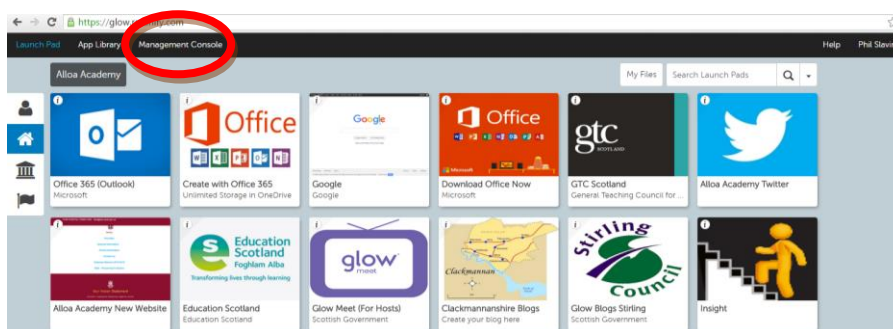 https://glow.
.com
Launch Pad App Library Management Console Help Phil Slavin
Alloa Academy My Files Search Launch Pads
Office
Google
Office
Microsoft
gtc
SCOTLAND
Office 365 (Outlook) Create with Office 365 Google Download Office Now GTC Scotland Alloa Academy Twitter
Microsoft Unlimited Storage in OneDrive Google Microsoft General Teaching Council for...
Education
Scotland
Foghlam Alba
Transforming lives through learning
glow
meet
Clackmannan
Stirling
Council
Alloa Academy New Website Education Scotland Glow Meet (For Hosts) Clackmannanshire Blogs Glow Blogs Stirling Insight
Education Scotland Scottish Government Create your blog here Scottish Government